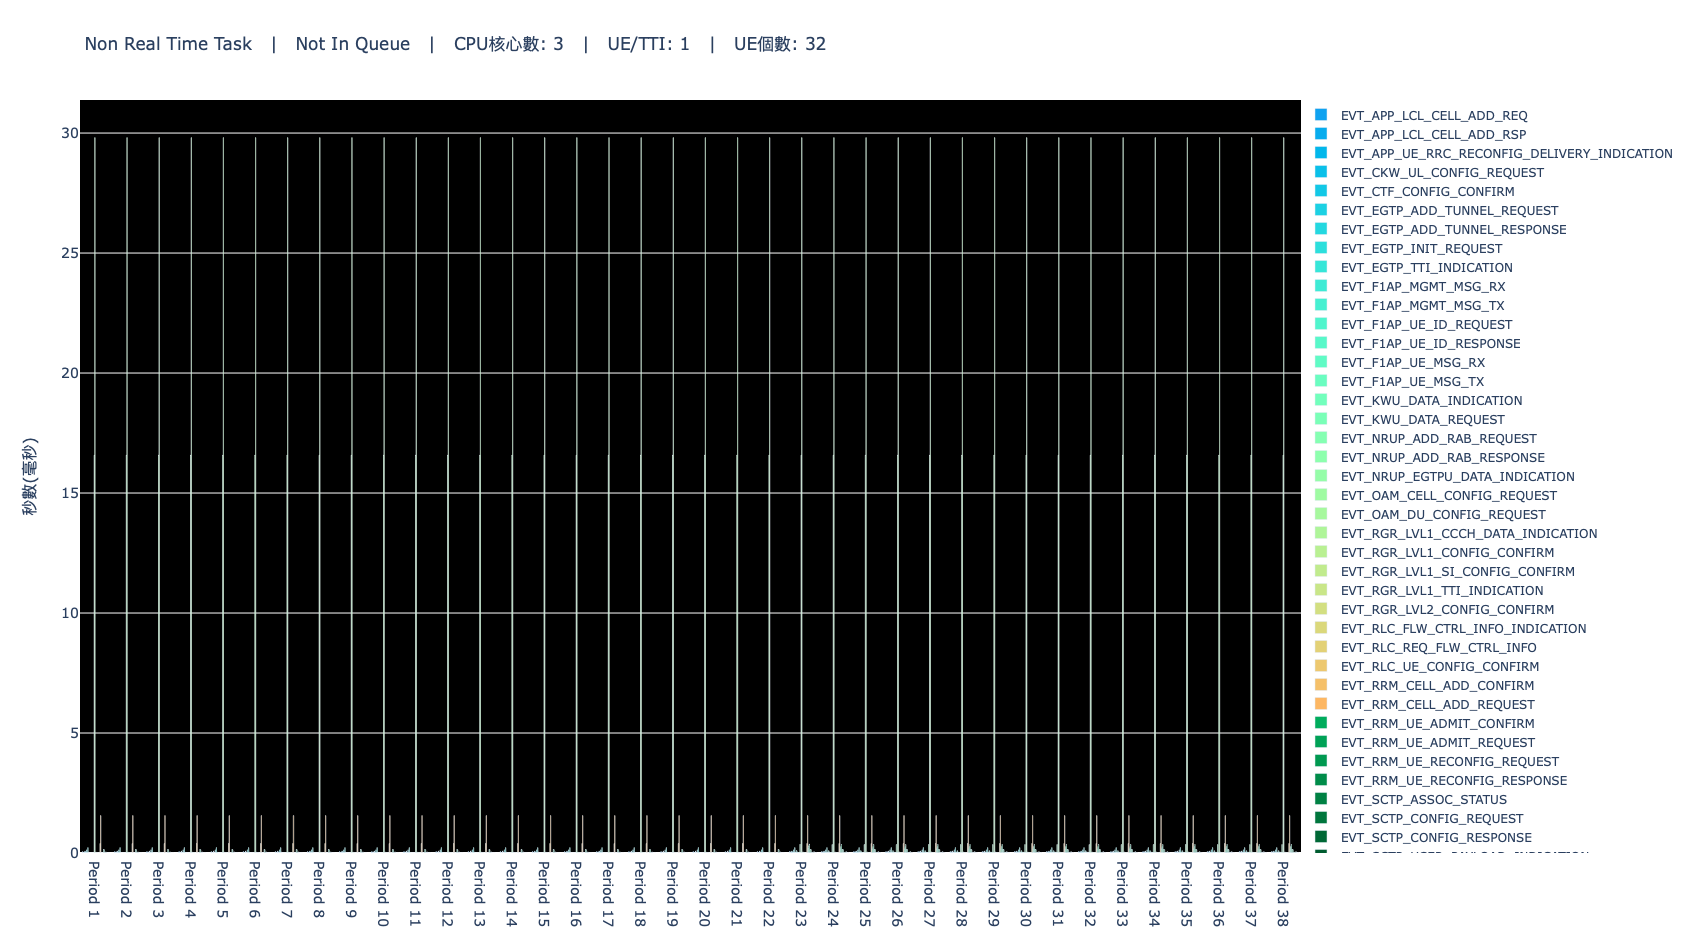 Non Real Time Task | Not In Queue | CPU核心數: 3 | UE/TTI: 1 | UE個數: 32
秒數(毫秒)
30
25
20
15
10
5
0
Period 1
Period 2
Period 3
Period 4
Period 5
Period 6
Period 7
Period 8
Period 9
Period 10
Period 11
Period 12
Period 13
Period 14
Period 15
Period 16
Period 17
Period 18
Period 19
Period 20
Period 21
Period 22
Period 23
Period 24
Period 25
Period 26
Period 27
Period 28
Period 29
Period 30
Period 31
Period 32
Period 33
Period 34
Period 35
Period 36
Period 37
Period 38
EVT_APP_LCL_CELL_ADD_REQ
EVT_APP_LCL_CELL_ADD_RSP
EVT_APP_UE_RRC_RECONFIG_DELIVERY_INDICATION
EVT_CKW_UL_CONFIG_REQUEST
EVT_CTF_CONFIG_CONFIRM
EVT_EGTP_ADD_TUNNEL_REQUEST
EVT_EGTP_ADD_TUNNEL_RESPONSE
EVT_EGTP_INIT_REQUEST
EVT_EGTP_TTI_INDICATION
EVT_F1AP_MGMT_MSG_RX
EVT_F1AP_MGMT_MSG_TX
EVT_F1AP_UE_ID_REQUEST
EVT_F1AP_UE_ID_RESPONSE
EVT_F1AP_UE_MSG_RX
EVT_F1AP_UE_MSG_TX
EVT_KWU_DATA_INDICATION
EVT_KWU_DATA_REQUEST
EVT_NRUP_ADD_RAB_REQUEST
EVT_NRUP_ADD_RAB_RESPONSE
EVT_NRUP_EGTPU_DATA_INDICATION
EVT_OAM_CELL_CONFIG_REQUEST
EVT_OAM_DU_CONFIG_REQUEST
EVT_RGR_LVL1_CCCH_DATA_INDICATION
EVT_RGR_LVL1_CONFIG_CONFIRM
EVT_RGR_LVL1_SI_CONFIG_CONFIRM
EVT_RGR_LVL1_TTI_INDICATION
EVT_RGR_LVL2_CONFIG_CONFIRM
EVT_RLC_FLW_CTRL_INFO_INDICATION
EVT_RLC_REQ_FLW_CTRL_INFO
EVT_RLC_UE_CONFIG_CONFIRM
EVT_RRM_CELL_ADD_CONFIRM
EVT_RRM_CELL_ADD_REQUEST
EVT_RRM_UE_ADMIT_CONFIRM
EVT_RRM_UE_ADMIT_REQUEST
EVT_RRM_UE_RECONFIG_REQUEST
EVT_RRM_UE_RECONFIG_RESPONSE
EVT_SCTP_ASSOC_STATUS
EVT_SCTP_CONFIG_REQUEST
EVT_SCTP_CONFIG_RESPONSE